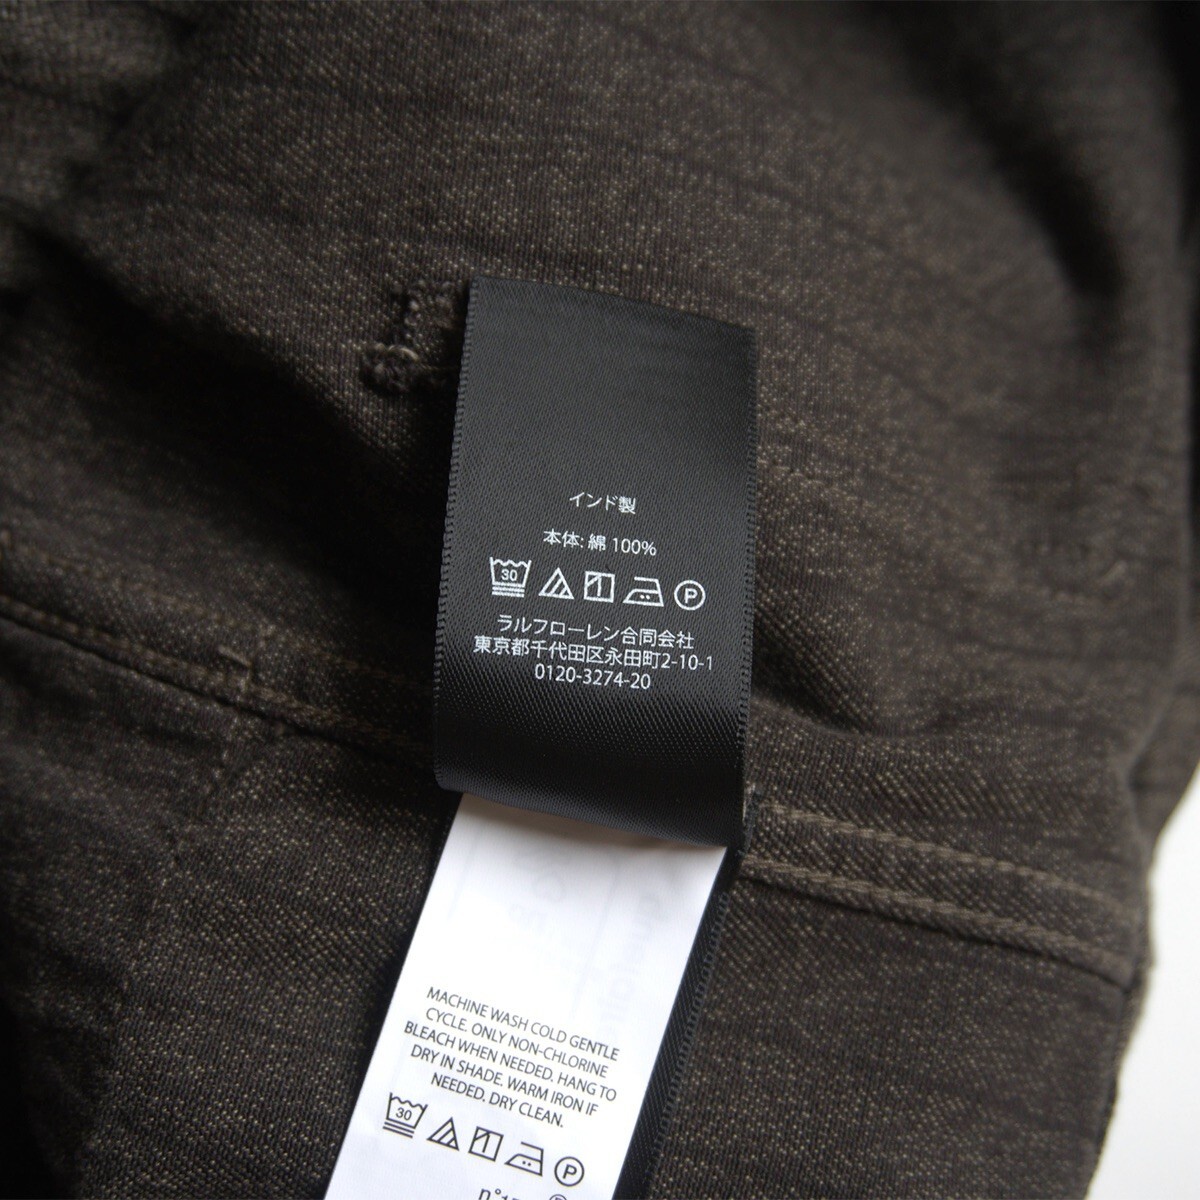 インド製
本体: 綿 100%
30
P
ラルフローレン合同会社
東京都千代田区永田町2-10-1
0120-3274-20
MACHINE WASH COLD GENTLE
CYCLE. ONLY NON-CHLORINE
BLEACH WHEN NEEDED. HANG TO
DRY IN SHADE. WARM IRON IF
NEEDED. DRY CLEAN.
30
P